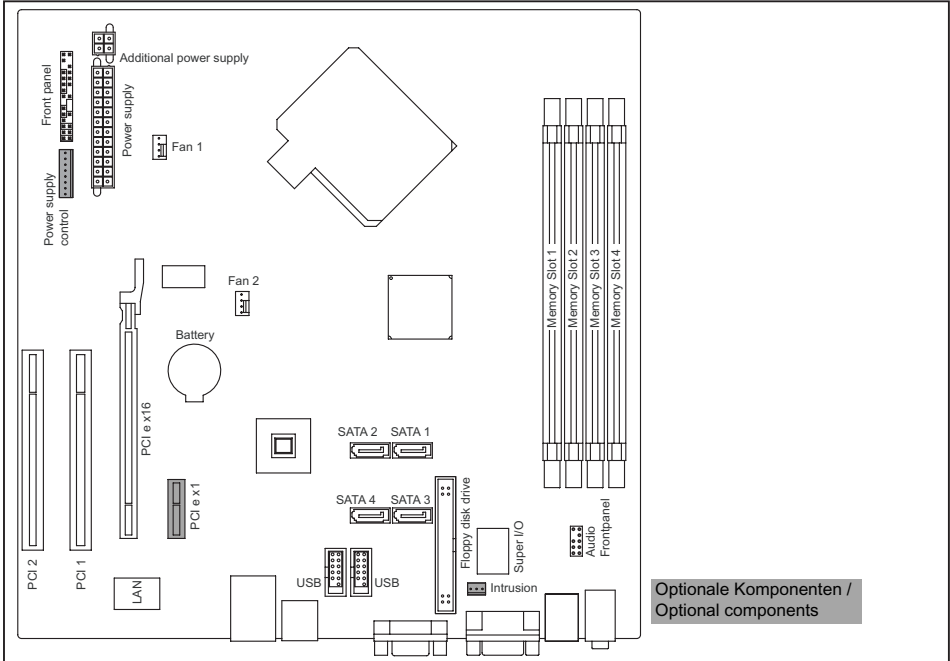 Additional power supply
Front panel
Power supply
Fan 1
Power supply
control
Fan 2
Battery
Memory Slot 1
Memory Slot 2
Memory Slot 3
Memory Slot 4
PCI e x16
SATA 2
SATA 1
PCI e x1
SATA 4
SATA 3
Floppy disk drive
Super I/O
Audio
Frontpanel
PCI 2
PCI 1
LAN
USB
USB
Intrusion
Optionale Komponenten /
Optional components